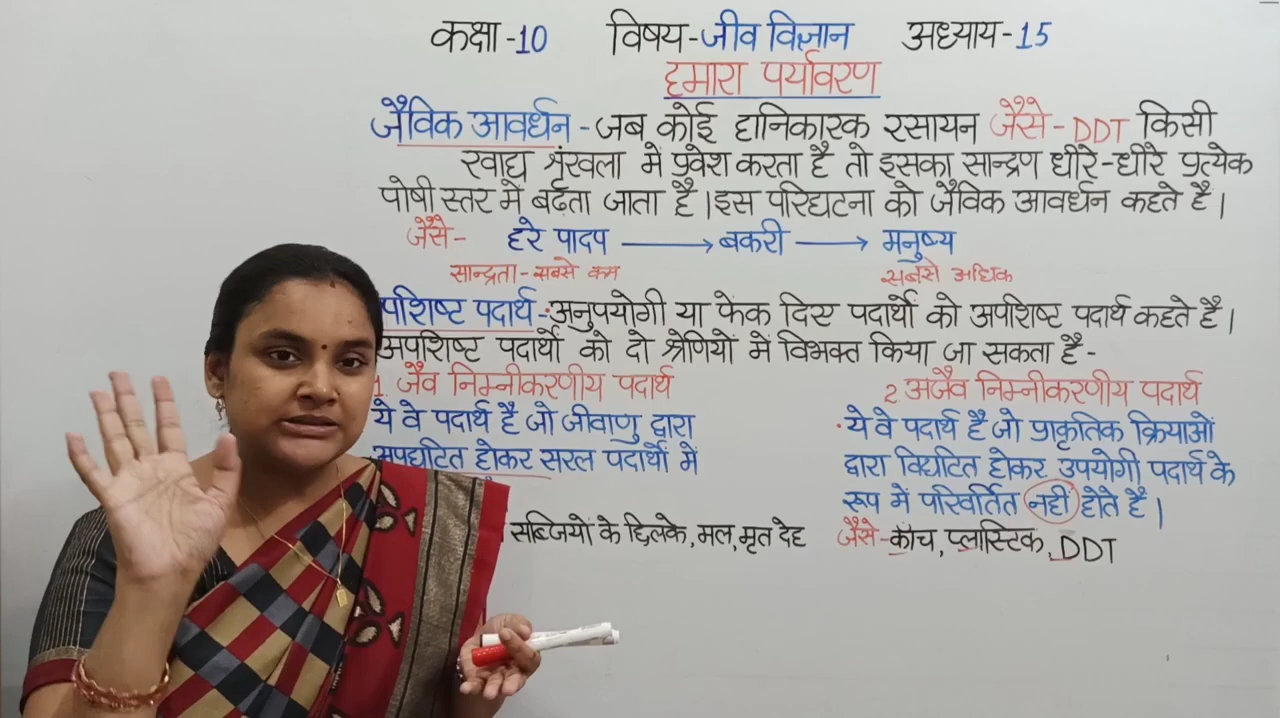 कक्षा-10 विषय-जीव विज्ञान अध्याय-15
हमारा पर्यावरण
जैविक आवर्धन - जब कोई हानिकारक रसायन जैसे- DDT किसी
खाद्य श्रृंखला में प्रवेश करता है तो इसका सान्द्रण धीरे-धीरे प्रत्येक
पोषी स्तर में बढ़ता जाता है। इस परिघटना को जैविक आवर्धन कहते है।
जैसे- हरे पादप → बकरी → मनुष्य
सान्द्रता- सबसे कम सबसे अधिक
अपशिष्ट पदार्थ - अनुपयोगी या फेक दिए पदार्थो को अपशिष्ट पदार्थ कहते है।
अपशिष्ट पदार्थो को दो श्रेणियों में विभक्त किया जा सकता है-
1. जैव निम्नीकरणीय पदार्थ
ये वे पदार्थ है जो जीवाणु द्वारा
अपघटित होकर सरल पदार्थो में
सब्जियों के छिलके, मल, मृत देह
2. अजैव निम्नीकरणीय पदार्थ
ये वे पदार्थ है जो प्राकृतिक क्रियाओं
द्वारा विघटित होकर उपयोगी पदार्थ के
रूप में परिवर्तित नहीं होते है।
जैसे- काँच, प्लास्टिक, DDT